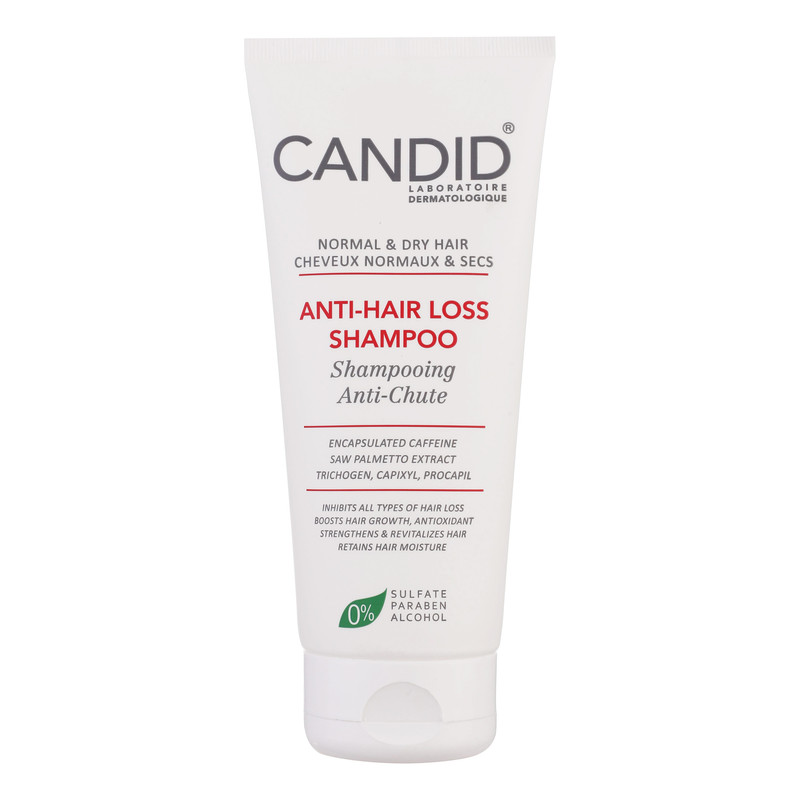 CANDID®
LABORATOIRE
DERMATOLOGIQUE
NORMAL & DRY HAIR
CHEVEUX NORMAUX & SECS
ANTI-HAIR LOSS
SHAMPOO
Shampooing
Anti-Chute
ENCAPSULATED CAFFEINE
SAW PALMETTO EXTRACT
TRICHOGEN, CAPIXYL, PROCAPIL
INHIBITS ALL TYPES OF HAIR LOSS
BOOSTS HAIR GROWTH, ANTIOXIDANT
STRENGTHENS & REVITALIZES HAIR
RETAINS HAIR MOISTURE
0%
SULFATE
PARABEN
ALCOHOL